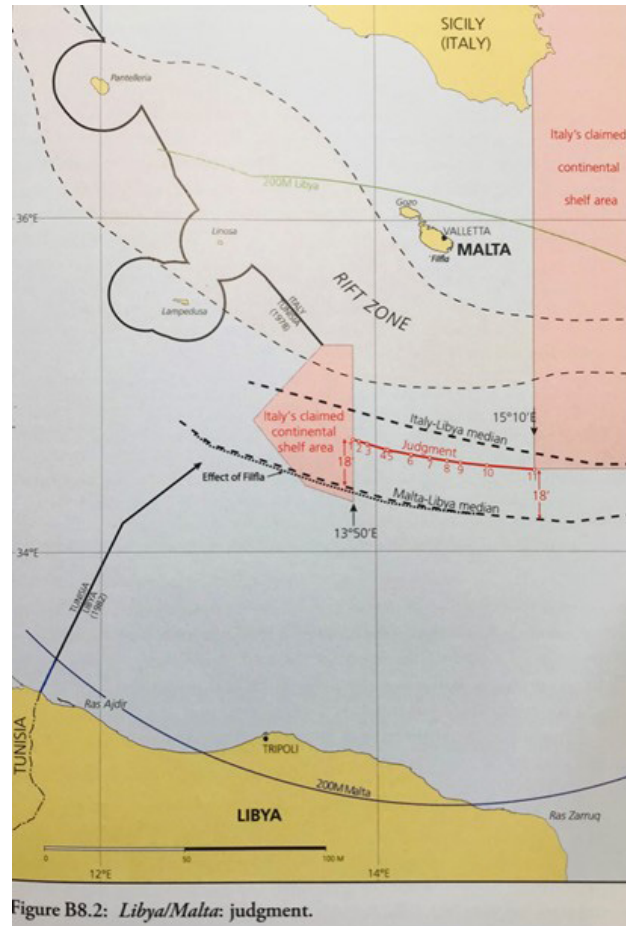 SICILY
(ITALY)
Pantelleria
Italy's claimed
continental
shelf area
200M Libya
36°E
Gozo
VALLETTA
MALTA
Filfla
Linosa
RIFT ZONE
Lampedusa
ITALY
TUNISIA
(1978)
15°10'E
Italy-Libya median
Italy's claimed
continental
shelf area
Judgment
1 2 3 4 5 6 7 8 9 10 11
18'
18'
Effect of Filfla
Malta-Libya median
13°50'E
34°E
TUNISIA
LIBYA
(1982)
Ras Ajdir
TUNISIA
TRIPOLI
200M Malta
LIBYA
Ras Zarruq
0 50 100 M
12°E
14°E
Figure B8.2: Libya/Malta: judgment.